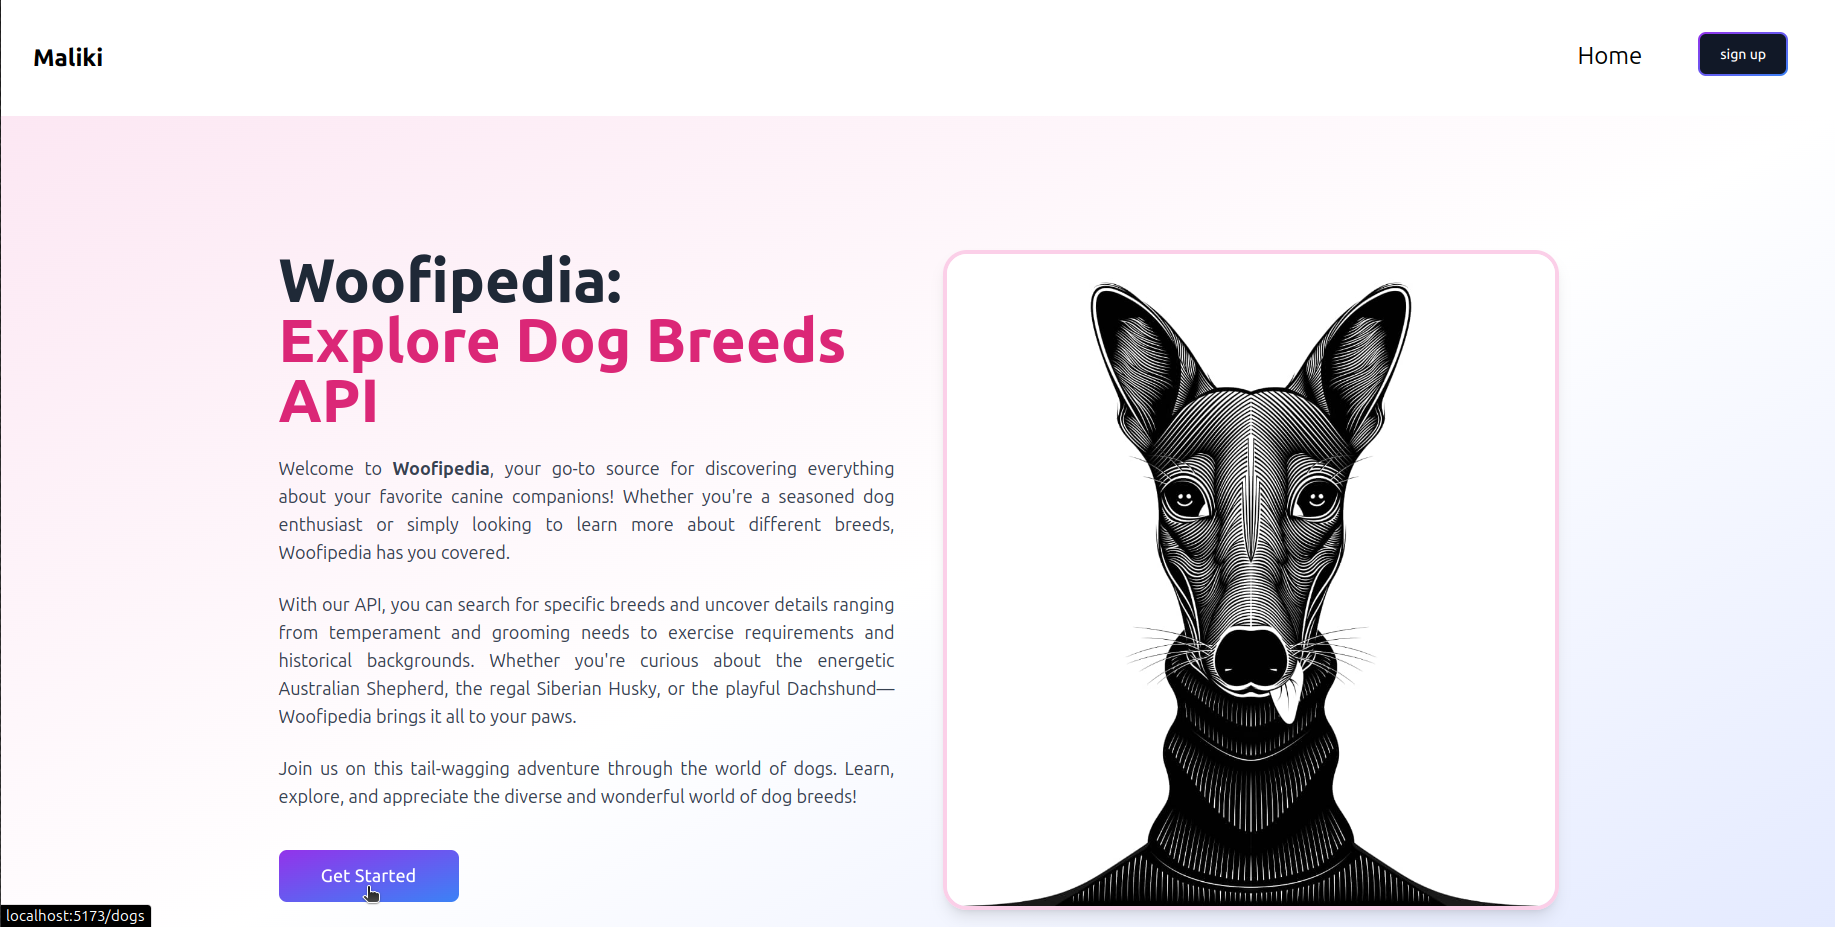 Maliki
Home
sign up
Woofipedia:
Explore Dog Breeds
API
Welcome to Woofipedia, your go-to source for discovering everything
about your favorite canine companions! Whether you're a seasoned dog
enthusiast or simply looking to learn more about different breeds,
Woofipedia has you covered.
With our API, you can search for specific breeds and uncover details ranging
from temperament and grooming needs to exercise requirements and
historical backgrounds. Whether you're curious about the energetic
Australian Shepherd, the regal Siberian Husky, or the playful Dachshund—
Woofipedia brings it all to your paws.
Join us on this tail-wagging adventure through the world of dogs. Learn,
explore, and appreciate the diverse and wonderful world of dog breeds!
Get Started
localhost:5173/dogs